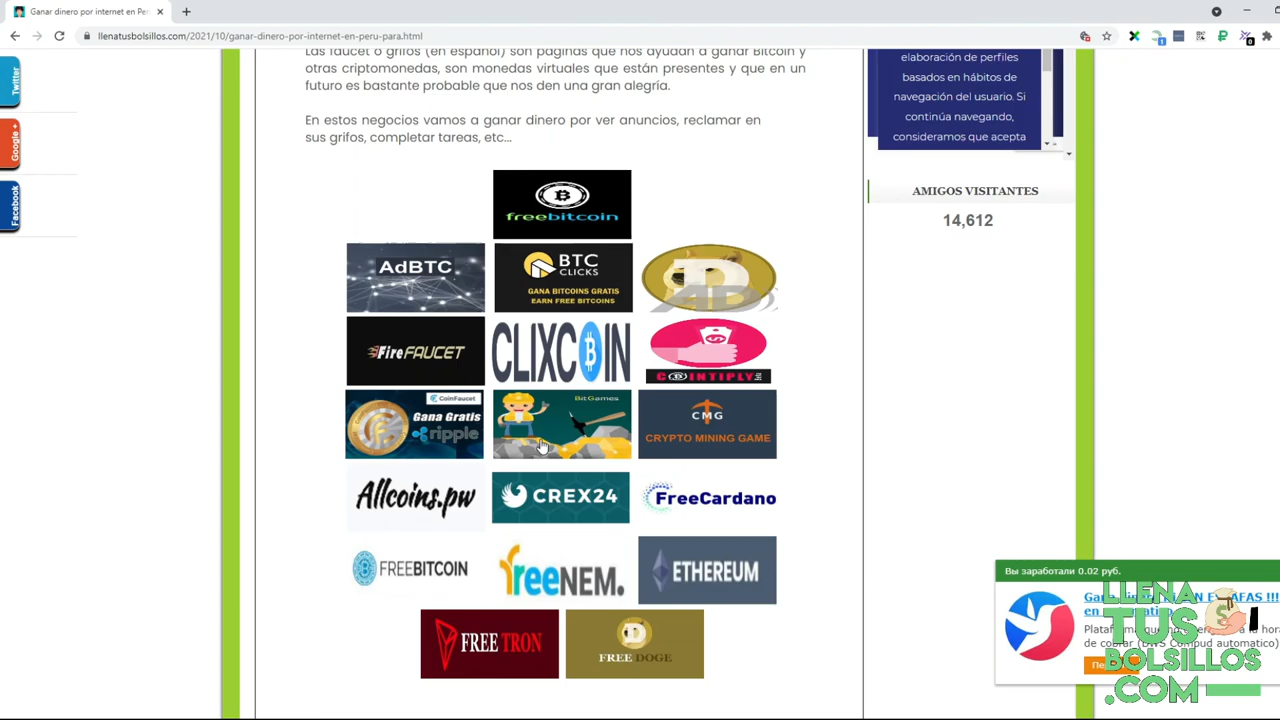 Ganar dinero por internet en Per
llenatusbolsillos.com/2021/10/ganar-dinero-por-internet-en-peru-para.html
Twitter
Google +
Facebook
Las faucet o grifos (en español) son páginas que nos ayudan a ganar Bitcoin y
otras criptomonedas, son monedas virtuales que están presentes y que en un
futuro es bastante probable que nos den una gran alegría.
En estos negocios vamos a ganar dinero por ver anuncios, reclamar en
sus grifos, completar tareas, etc...
elaboración de perfiles
basados en hábitos de
navegación del usuario. Si
continúa navegando,
consideramos que acepta
AMIGOS VISITANTES
14,612
freebitcoin
AdBTC
BTC
CLICKS
GANA BITCOINS GRATIS
EARN FREE BITCOINS
AD
FireFAUCET
CLIXCOIN
COINTIPLY
CoinFaucet
Gana Gratis
ripple
BitGames
CMG
CRYPTO MINING GAME
Allcoins.pw
CREX24
FreeCardano
FREEBITCOIN
freeNEM.
ETHEREUM
FREE TRON
FREE DOGE
Вы заработали 0.02 руб.
LLENA
TUS
BOLSILLOS
.COM